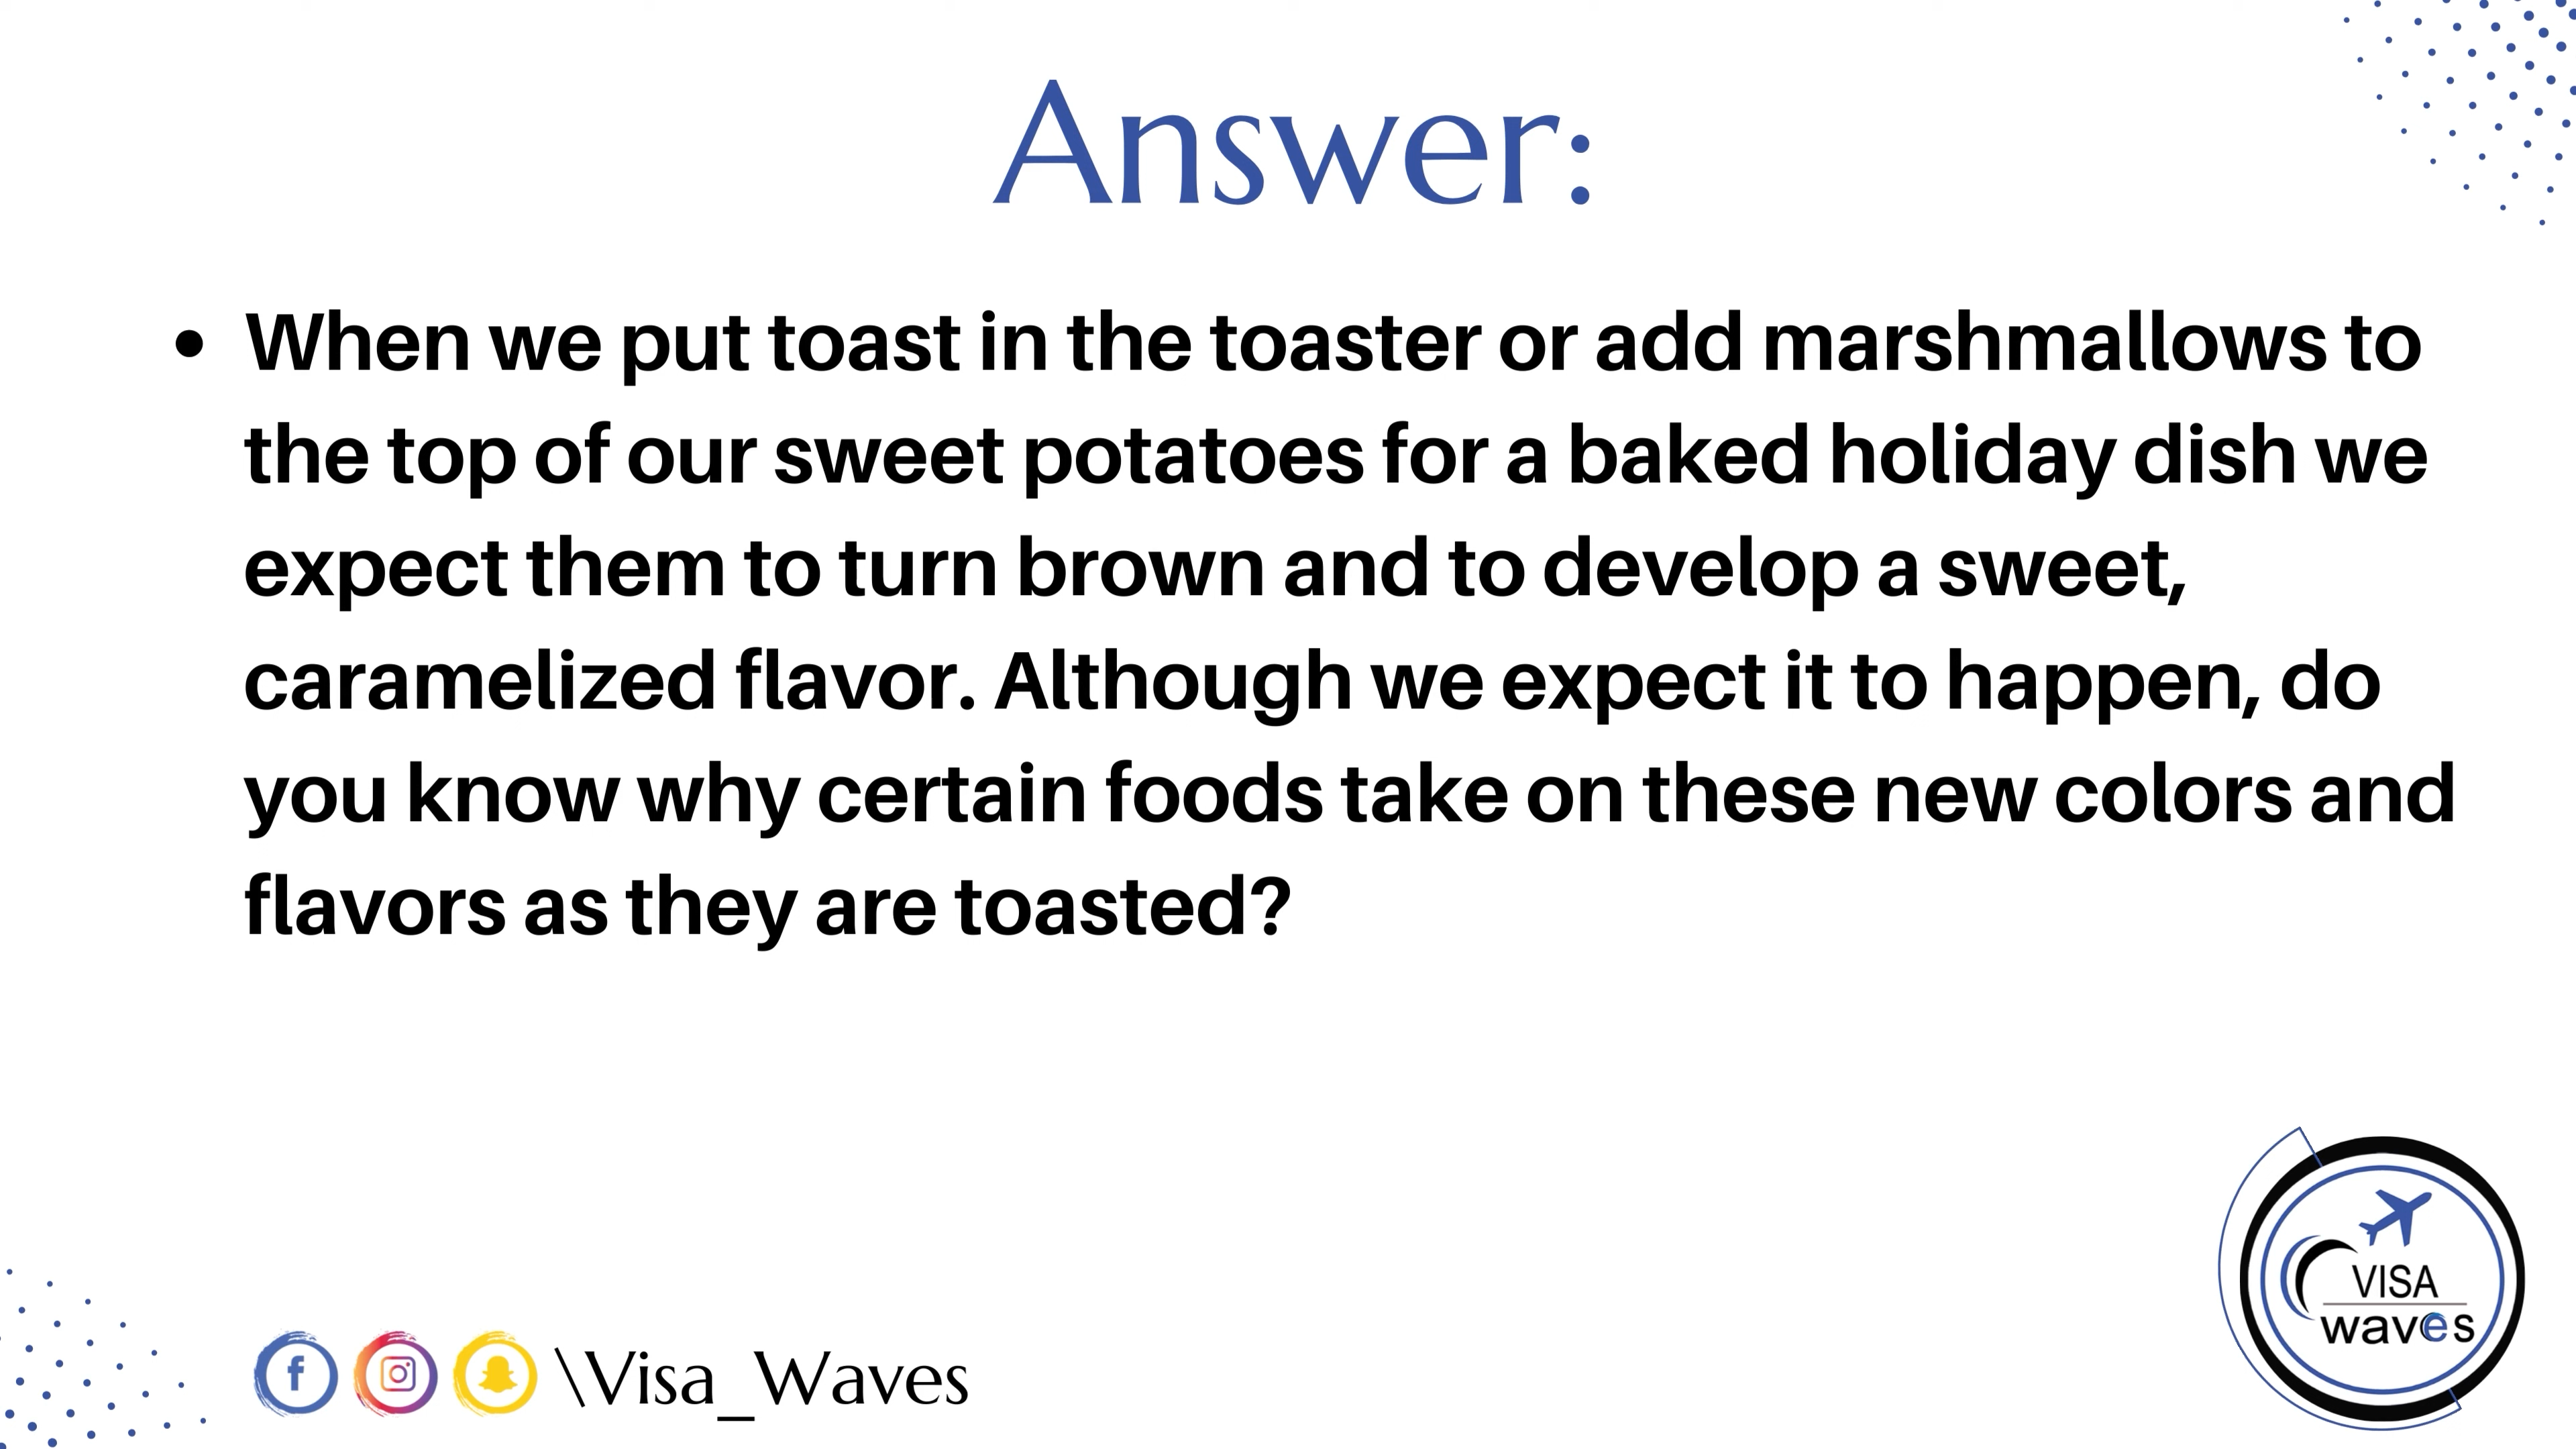 Answer:
• When we put toast in the toaster or add marshmallows to
the top of our sweet potatoes for a baked holiday dish we
expect them to turn brown and to develop a sweet,
caramelized flavor. Although we expect it to happen, do
you know why certain foods take on these new colors and
flavors as they are toasted?
VISA
waves
\Visa_Waves